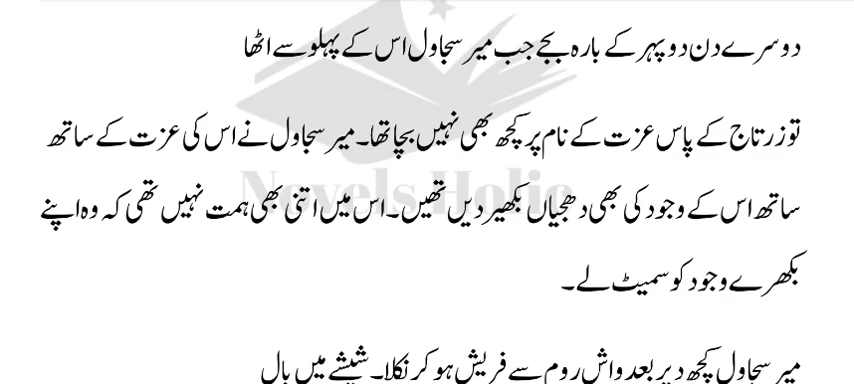 دوسرے دن دوپہر کے بارہ بجے جب میر سجاول اس کے پہلو سے اٹھا
تو زرتاج کے پاس عزت کے نام پر کچھ بھی نہیں بچا تھا۔ میر سجاول نے اس کی عزت کے ساتھ
ساتھ اس کے وجود کی بھی دھجیاں بکھیر دیں تھیں۔ اس میں اتنی بھی ہمت نہیں تھی کہ وہ اپنے
بکھرے وجود کو سمیٹ لے۔
میر سجاول کچھ دیر بعد واش روم سے فریش ہو کر نکلا۔ شیشے میں بال
Novels Holic